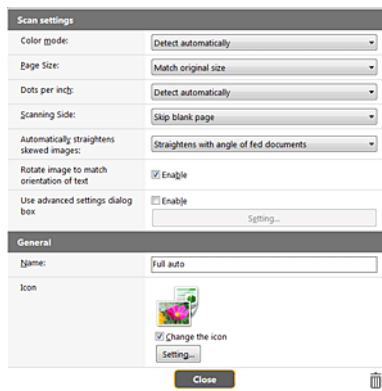 Scan settings
Color mode: Detect automatically
Page Size: Match original size
Dots per inch: Detect automatically
Scanning Side: Skip blank page
Automatically straightens
skewed images: Straightens with angle of fed documents
Rotate image to match
orientation of text Enable
Use advanced settings dialog
box Enable
Setting...
General
Name: Full auto
Icon
Change the icon
Setting...
Close